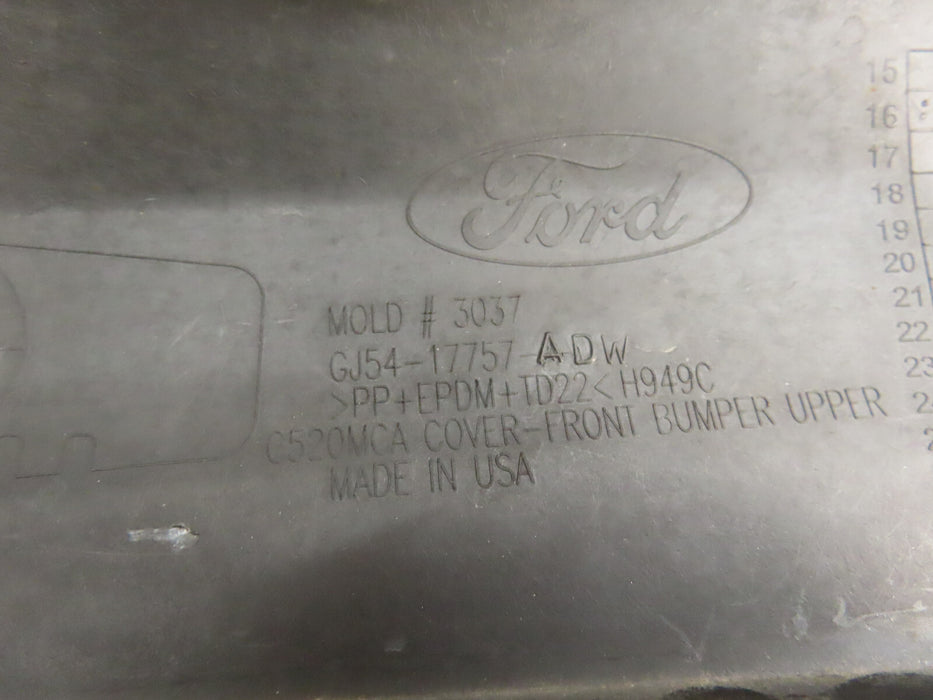 Ford
MOLD # 3037
GJ54-17757-ADW
>PP+EPDM+TD22<H949C
C520MCA COVER-FRONT BUMPER UPPER
MADE IN USA
15
16
17
18
19
20
21
22
23